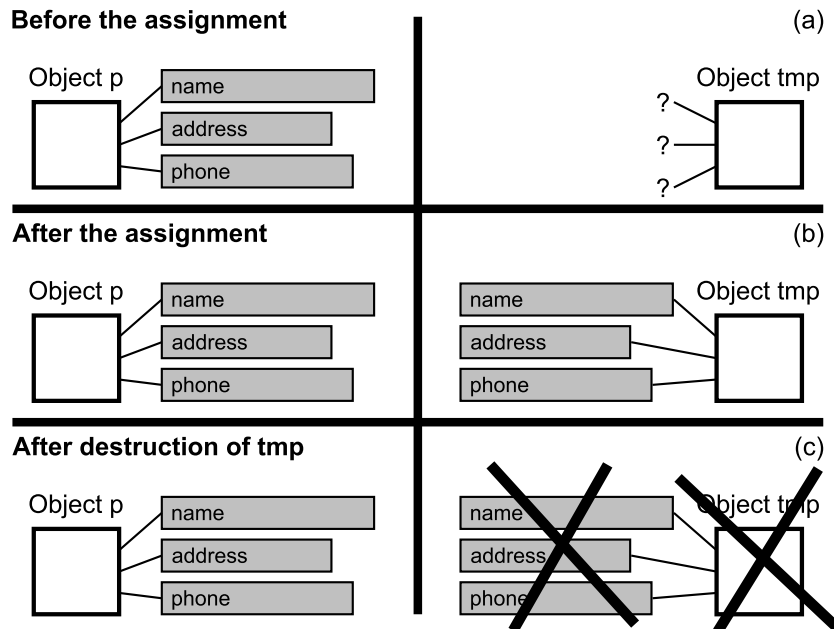 Before the assignment
(a)
Object p
name
address
phone
Object tmp
?
?
?
After the assignment
(b)
Object p
name
address
phone
name
address
phone
Object tmp
After destruction of tmp
(c)
Object p
name
address
phone
name
address
phone
Object tmp